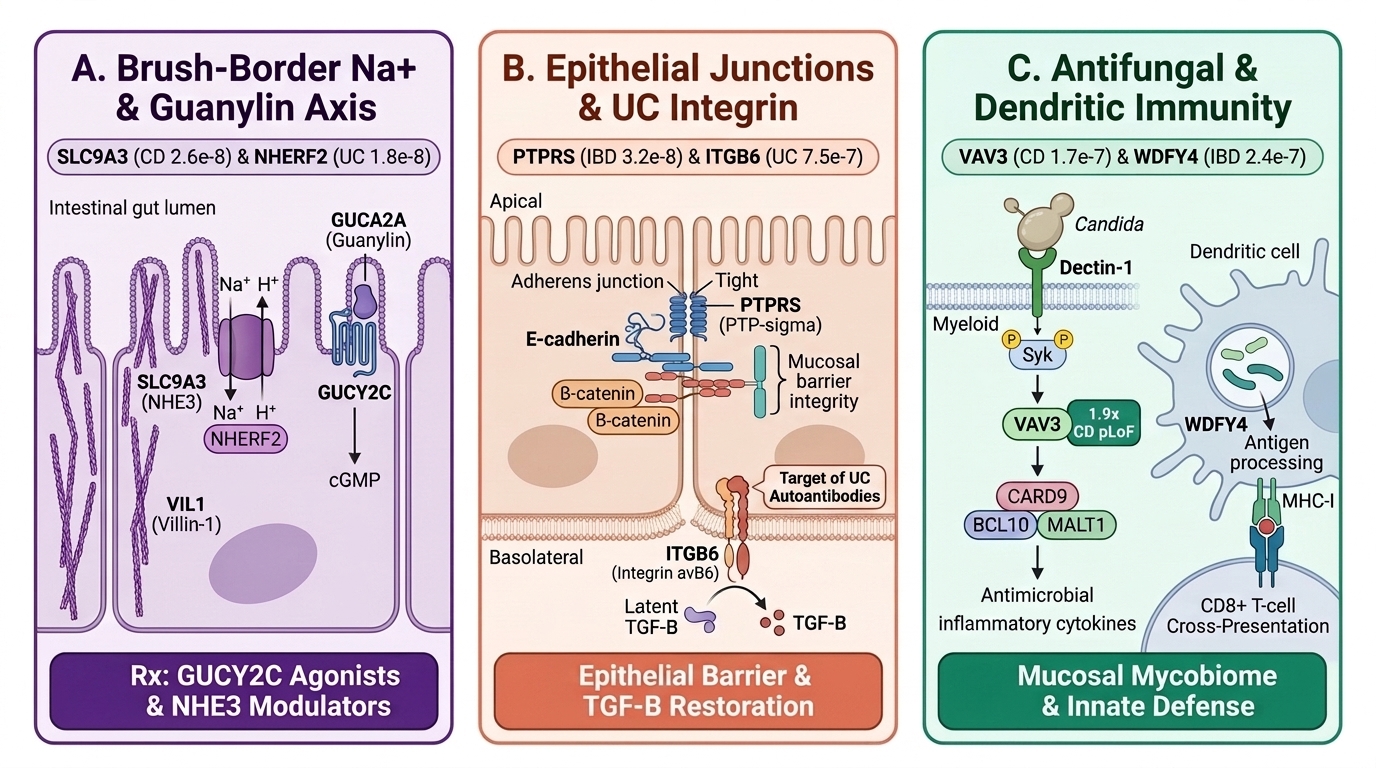 A. Brush-Border Na+
& Guanylin Axis
SLC9A3 (CD 2.6e-8) & NHERF2 (UC 1.8e-8)
Intestinal gut lumen
GUCA2A
(Guanylin)
Na⁺ H⁺
SLC9A3
(NHE3)
Na⁺ H⁺
NHERF2
GUCY2C
cGMP
VIL1
(Villin-1)
Rx: GUCY2C Agonists
& NHE3 Modulators
B. Epithelial Junctions
& UC Integrin
PTPRS (IBD 3.2e-8) & ITGB6 (UC 7.5e-7)
Apical
Adherens junction
Tight
PTPRS
(PTP-sigma)
E-cadherin
Mucosal
barrier
integrity
ß-catenin
ß-catenin
Target of UC
Autoantibodies
Basolateral
ITGB6
(Integrin avB6)
Latent
TGF-B
TGF-B
Epithelial Barrier &
TGF-B Restoration
C. Antifungal &
Dendritic Immunity
VAV3 (CD 1.7e-7) & WDFY4 (IBD 2.4e-7)
Candida
Dectin-1
Myeloid
P
P
Syk
VAV3
1.9x
CD pLoF
CARD9
BCL10
MALT1
Antimicrobial
inflammatory cytokines
Dendritic cell
WDFY4
Antigen
processing
MHC-I
CD8+ T-cell
Cross-Presentation
Mucosal Mycobiome
& Innate Defense